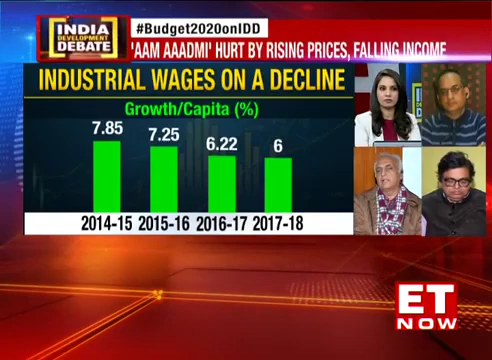 INDIA
DEVELOPMENT
DEBATE
#Budget2020onIDD
'AAM AAADMI' HURT BY RISING PRICES, FALLING INCOME
INDUSTRIAL WAGES ON A DECLINE
Growth/Capita (%)
7.85 7.25 6.22 6
2014-15 2015-16 2016-17 2017-18
ET
NOW